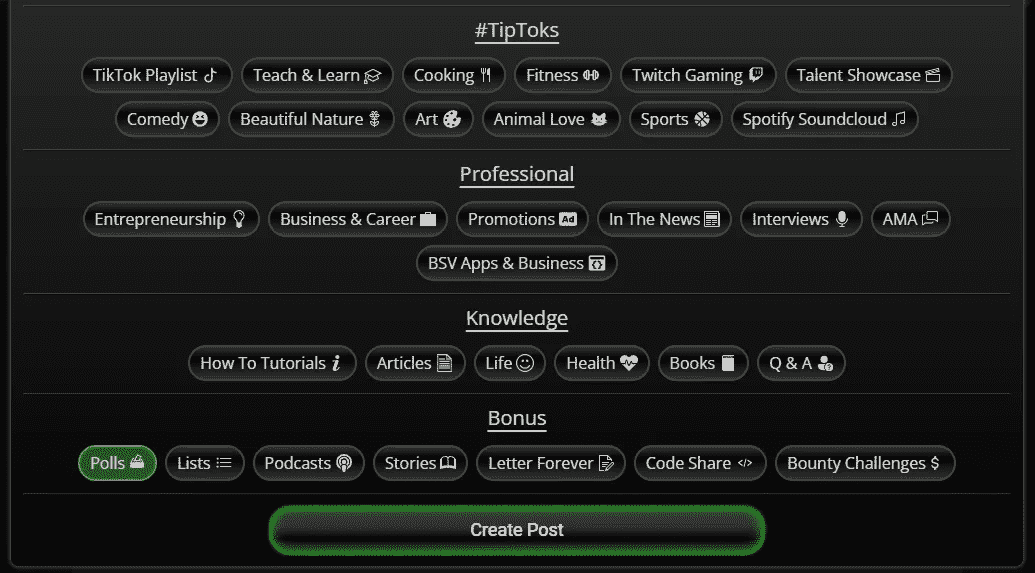 #TipToks
TikTok Playlist Teach & Learn Cooking Fitness Twitch Gaming Talent Showcase
Comedy Beautiful Nature Art Animal Love Sports Spotify Soundcloud
Professional
Entrepreneurship Business & Career Promotions Ad In The News Interviews AMA
BSV Apps & Business
Knowledge
How To Tutorials Articles Life Health Books Q & A
Bonus
Polls Lists Podcasts Stories Letter Forever Code Share Bounty Challenges $
Create Post